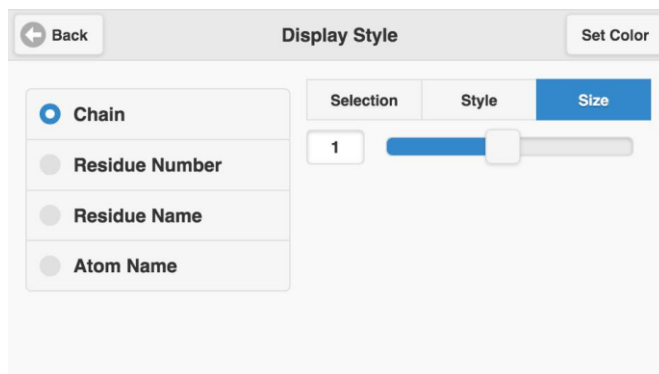 Back
Display Style
Set Color
Chain
Residue Number
Residue Name
Atom Name
Selection
Style
Size
1